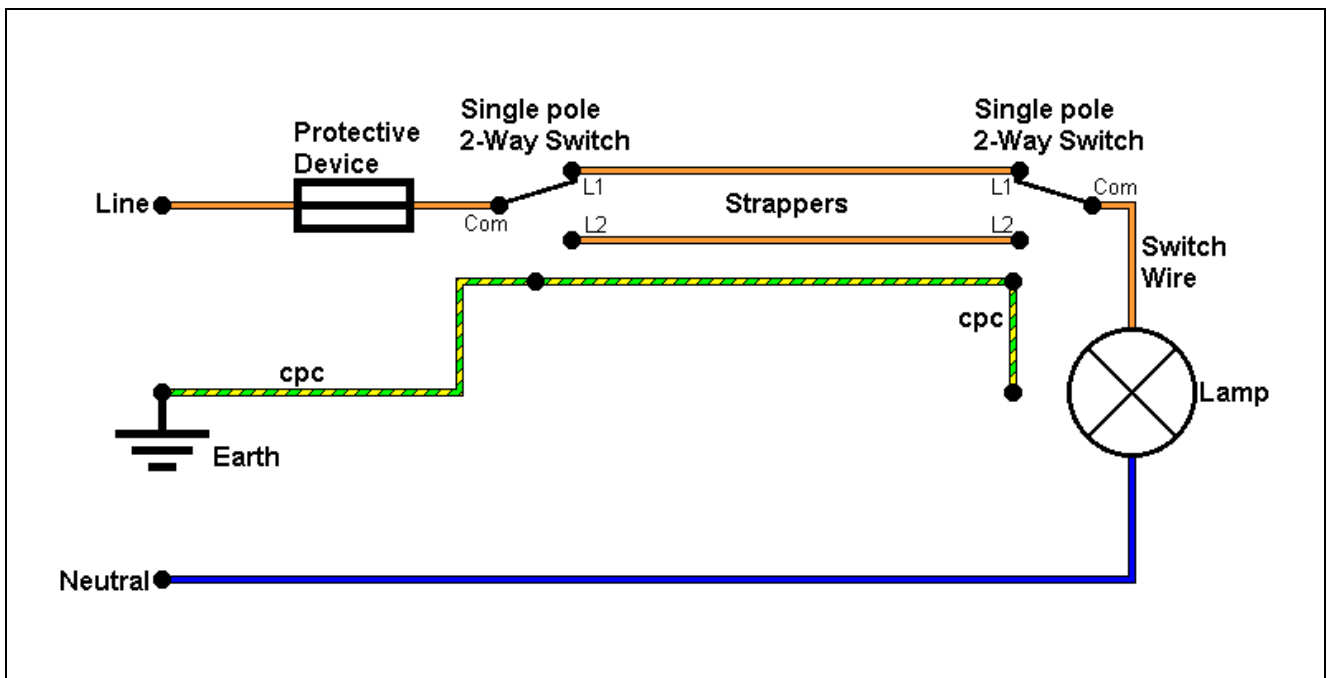 Single pole
2-Way Switch
Single pole
2-Way Switch
Protective
Device
Line
Com
L1
Strappers
L1
Com
L2
L2
Switch
Wire
cpc
cpc
Lamp
Earth
Neutral